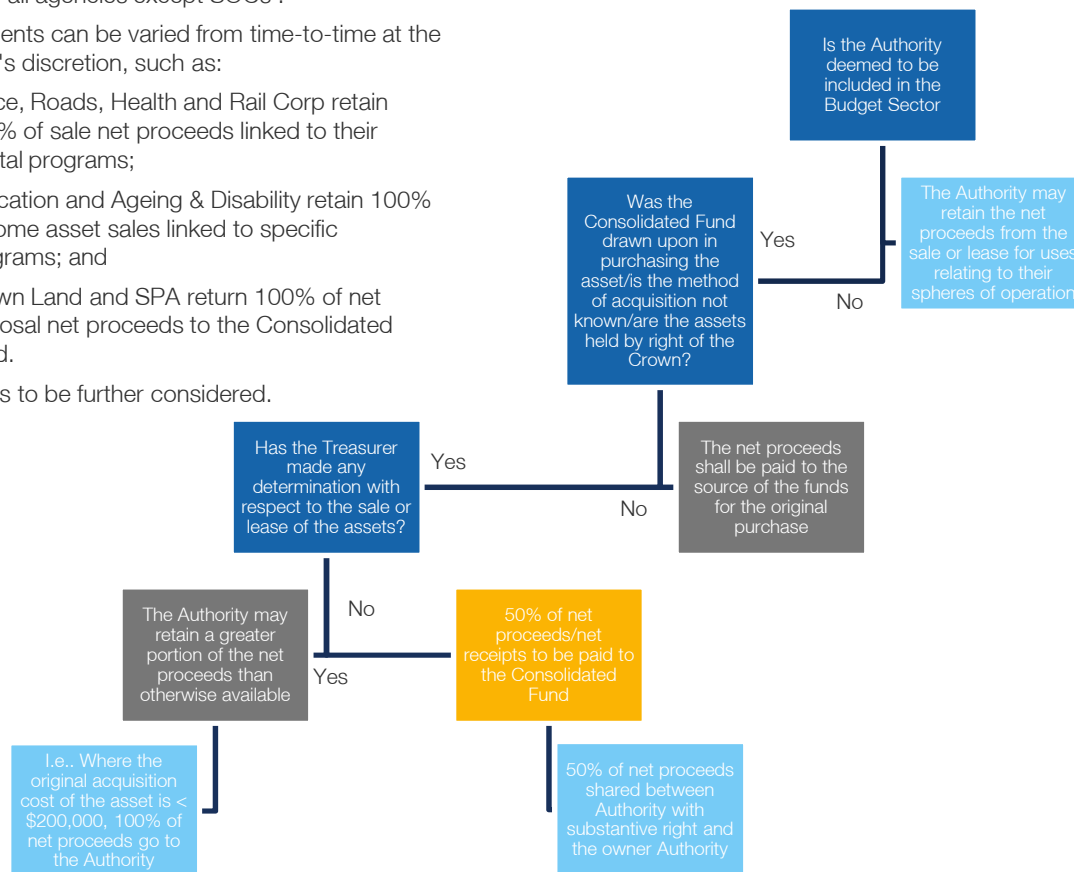 all agencies except SOCs .
ents can be varied from time-to-time at the
's discretion, such as:
ce, Roads, Health and Rail Corp retain
% of sale net proceeds linked to their
tal programs;
cation and Ageing & Disability retain 100%
ome asset sales linked to specific
grams; and
wn Land and SPA return 100% of net
osal net proceeds to the Consolidated
d.
s to be further considered.
Is the Authority
deemed to be
included in the
Budget Sector
Was the
Consolidated Fund
drawn upon in
purchasing the
asset/is the method
of acquisition not
known/are the assets
held by right of the
Crown?
Yes
No
The Authority may
retain the net
proceeds from the
sale or lease for uses
relating to their
spheres of operation
Has the Treasurer
made any
determination with
respect to the sale or
lease of the assets?
Yes
No
The net proceeds
shall be paid to the
source of the funds
for the original
purchase
The Authority may
retain a greater
portion of the net
proceeds than
otherwise available
No
Yes
50% of net
proceeds/net
receipts to be paid to
the Consolidated
Fund
I.e.. Where the
original acquisition
cost of the asset is <
$200,000, 100% of
net proceeds go to
the Authority
50% of net proceeds
shared between
Authority with
substantive right and
the owner Authority